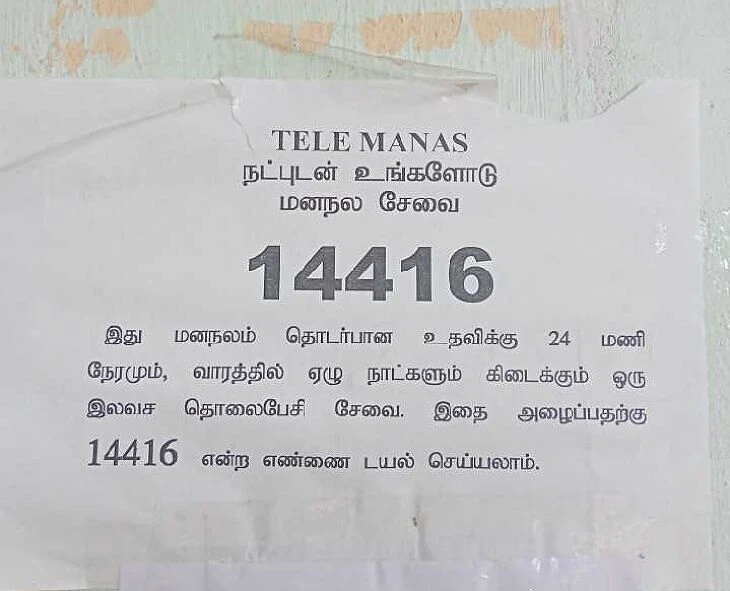 TELE MANAS
நட்புடன் உங்களோடு
மனநல சேவை
14416
இது மனநலம் தொடர்பான உதவிக்கு 24 மணி
நேரமும், வாரத்தில் ஏழு நாட்களும் கிடைக்கும் ஒரு
இலவச தொலைபேசி சேவை. இதை அழைப்பதற்கு
14416 என்ற எண்ணை டயல் செய்யலாம்.